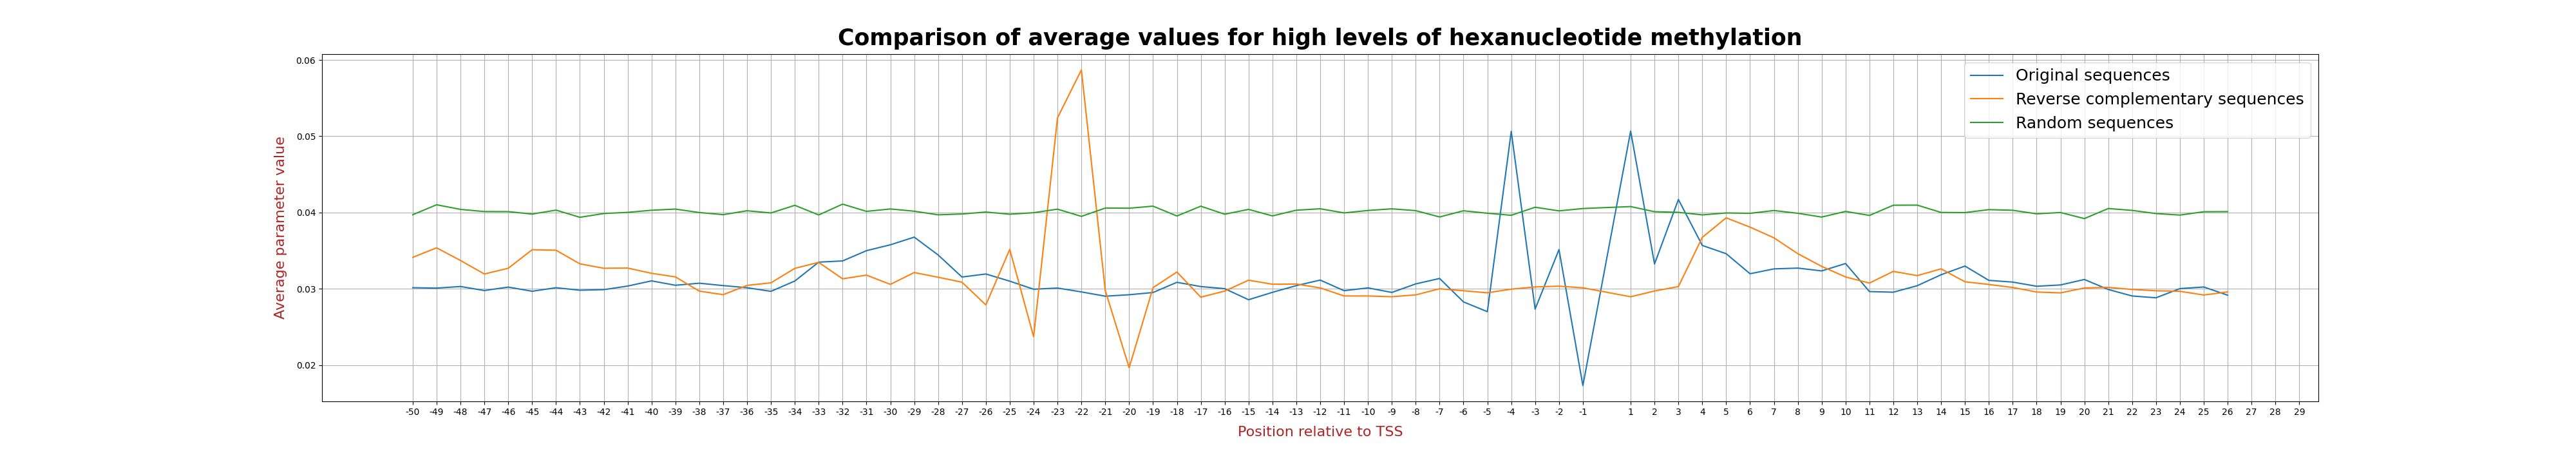 Comparison of average values for high levels of hexanucleotide methylation
0.06
0.05
0.04
0.03
0.02
Average parameter value
Original sequences
Reverse complementary sequences
Random sequences
-50 -49 -48 -47 -46 -45 -44 -43 -42 -41 -40 -39 -38 -37 -36 -35 -34 -33 -32 -31 -30 -29 -28 -27 -26 -25 -24 -23 -22 -21 -20 -19 -18 -17 -16 -15 -14 -13 -12 -11 -10 -9 -8 -7 -6 -5 -4 -3 -2 -1 1 2 3 4 5 6 7 8 9 10 11 12 13 14 15 16 17 18 19 20 21 22 23 24 25 26 27 28 29
Position relative to TSS